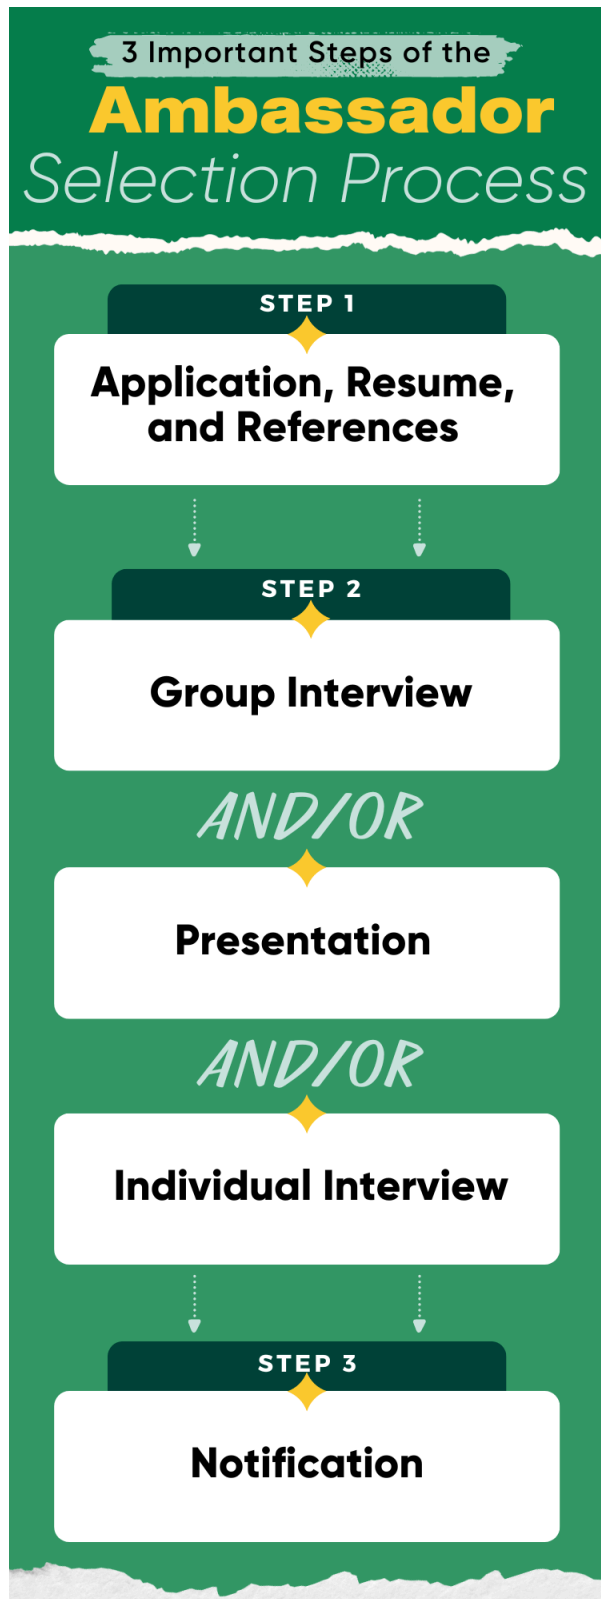 3 Important Steps of the
Ambassador
Selection Process
STEP 1
Application, Resume,
and References
STEP 2
Group Interview
AND/OR
Presentation
AND/OR
Individual Interview
STEP 3
Notification